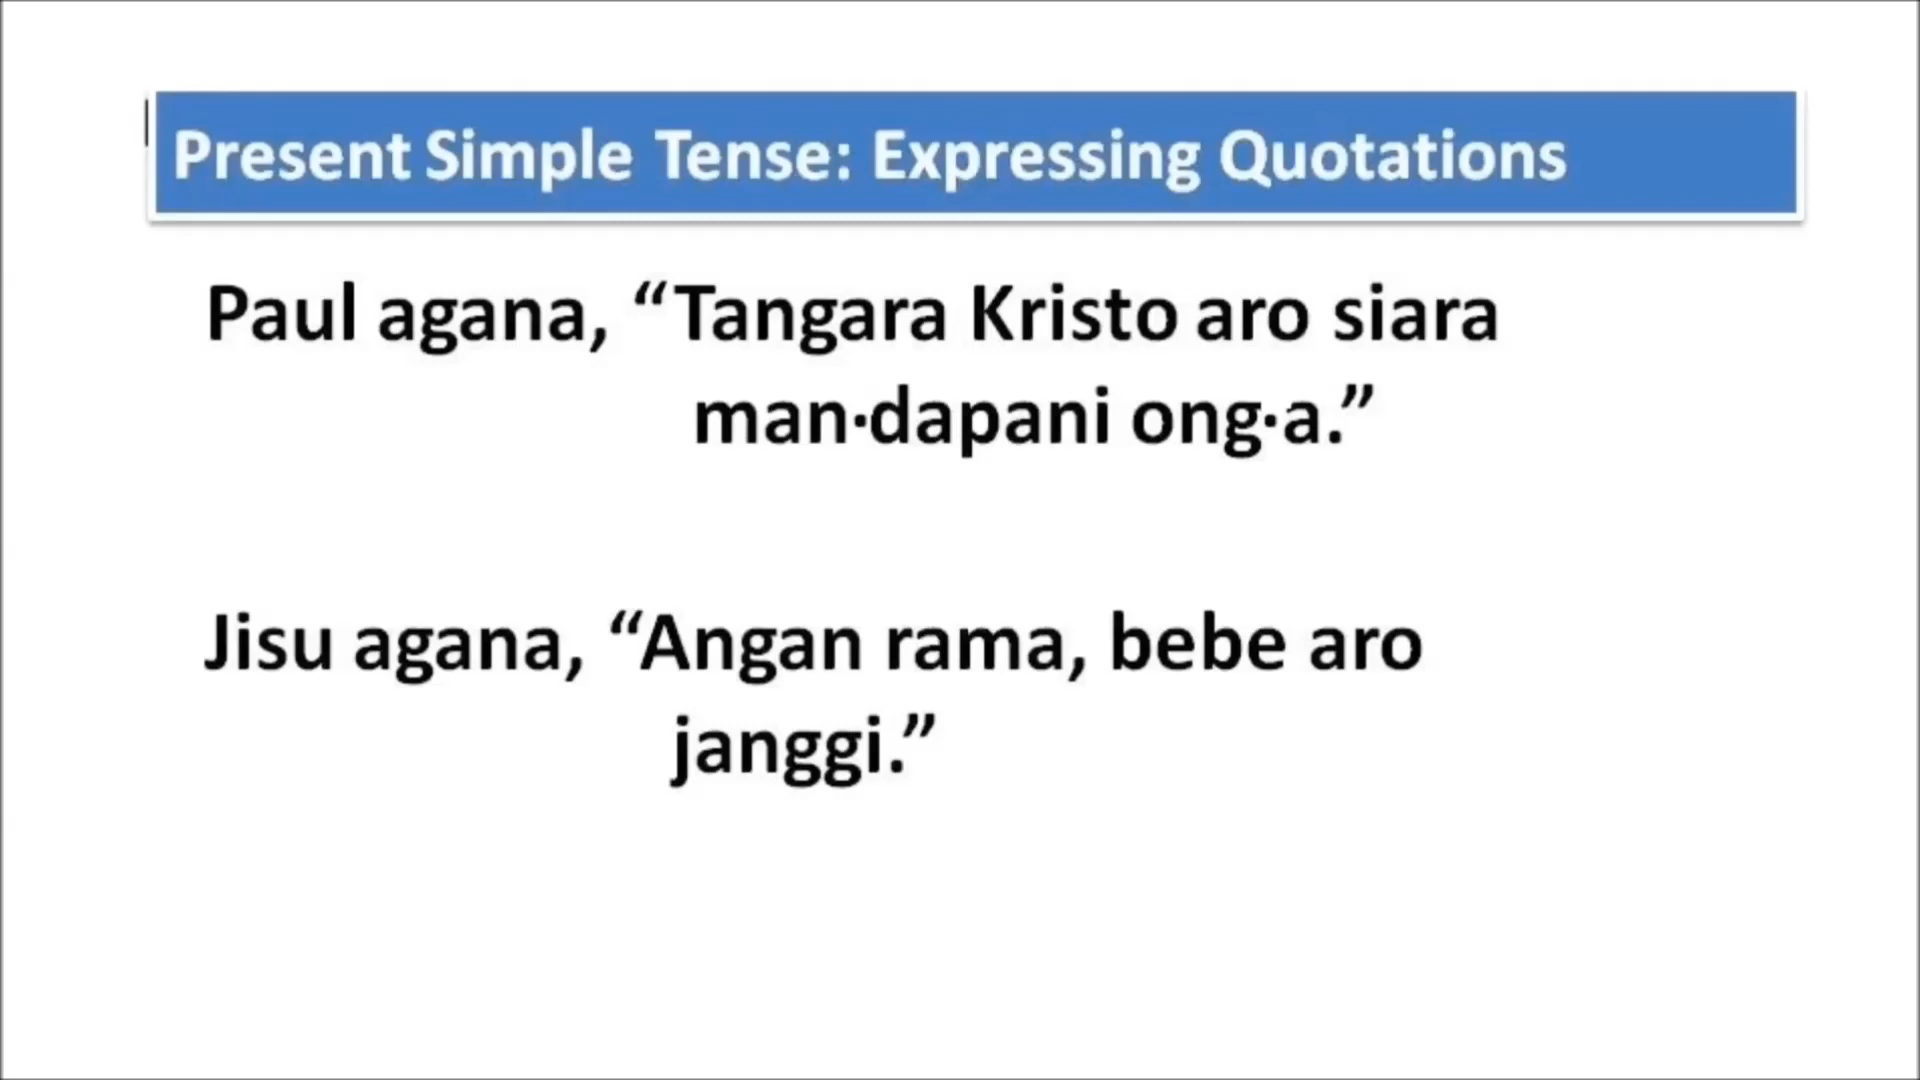 Present Simple Tense: Expressing Quotations
Paul agana, “Tangara Kristo aro siara
man·dapani ong·a.”
Jisu agana, “Angan rama, bebe aro
janggi.”